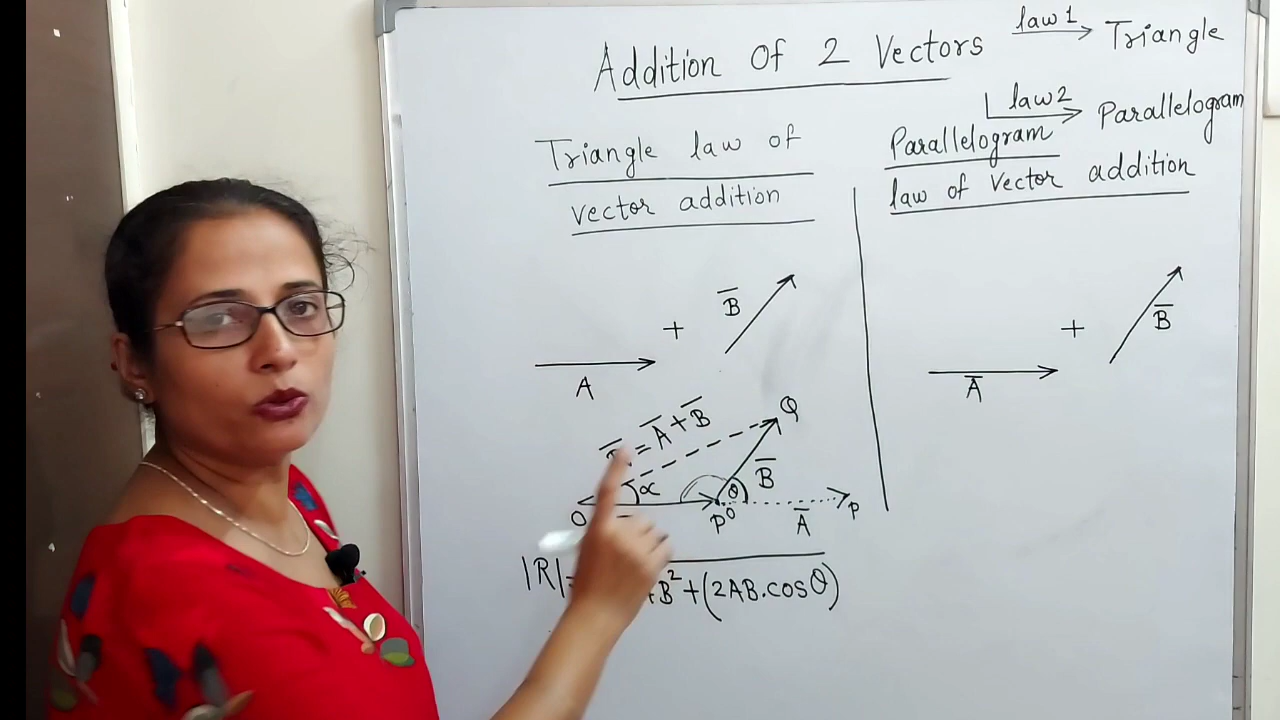 Addition Of 2 Vectors
law 1 → Triangle
law 2 → Parallelogram
Triangle law of
vector addition
A + B̅
R̅ = A̅ + B̅
Q
α
θ
B̅
O
P O
A̅
P
|R| = B² + (2AB.cosθ)
Parallelogram
law of Vector addition
A̅ + B̅